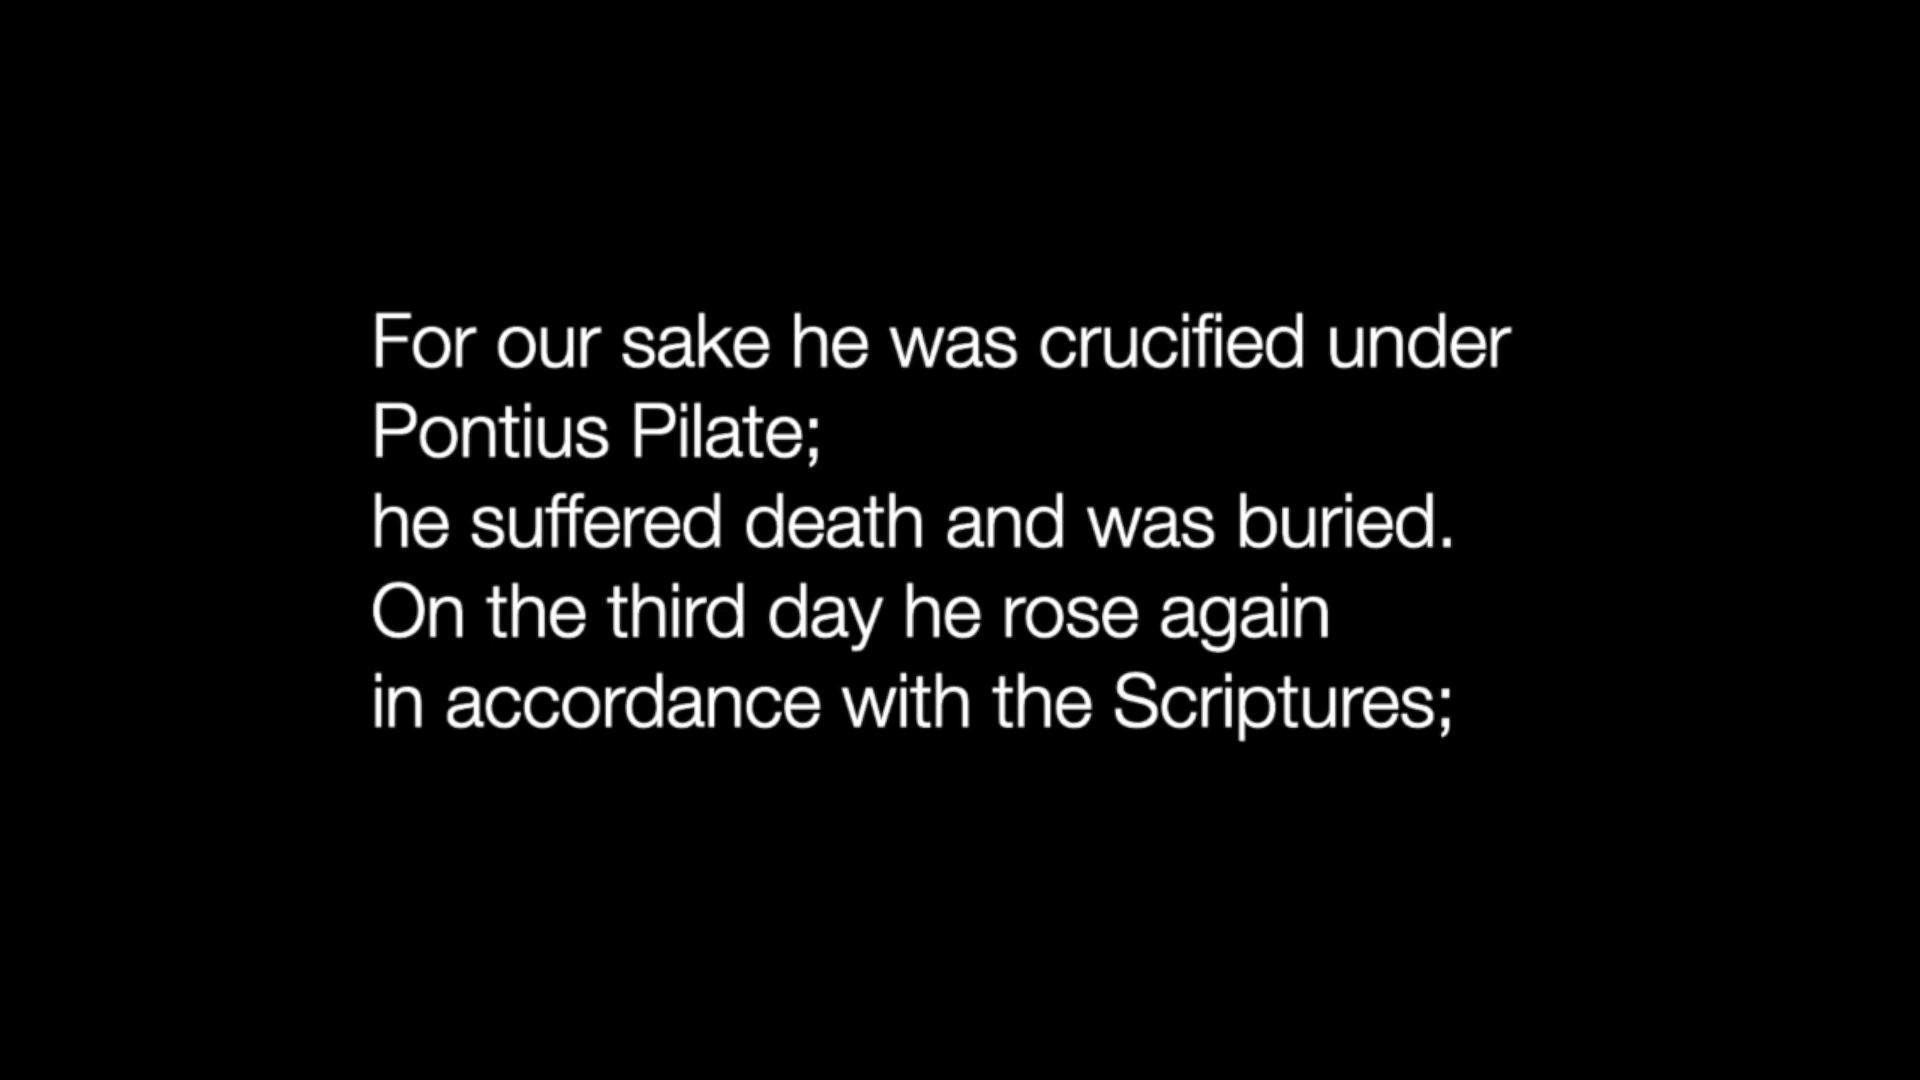 For our sake he was crucified under
Pontius Pilate;
he suffered death and was buried.
On the third day he rose again
in accordance with the Scriptures;